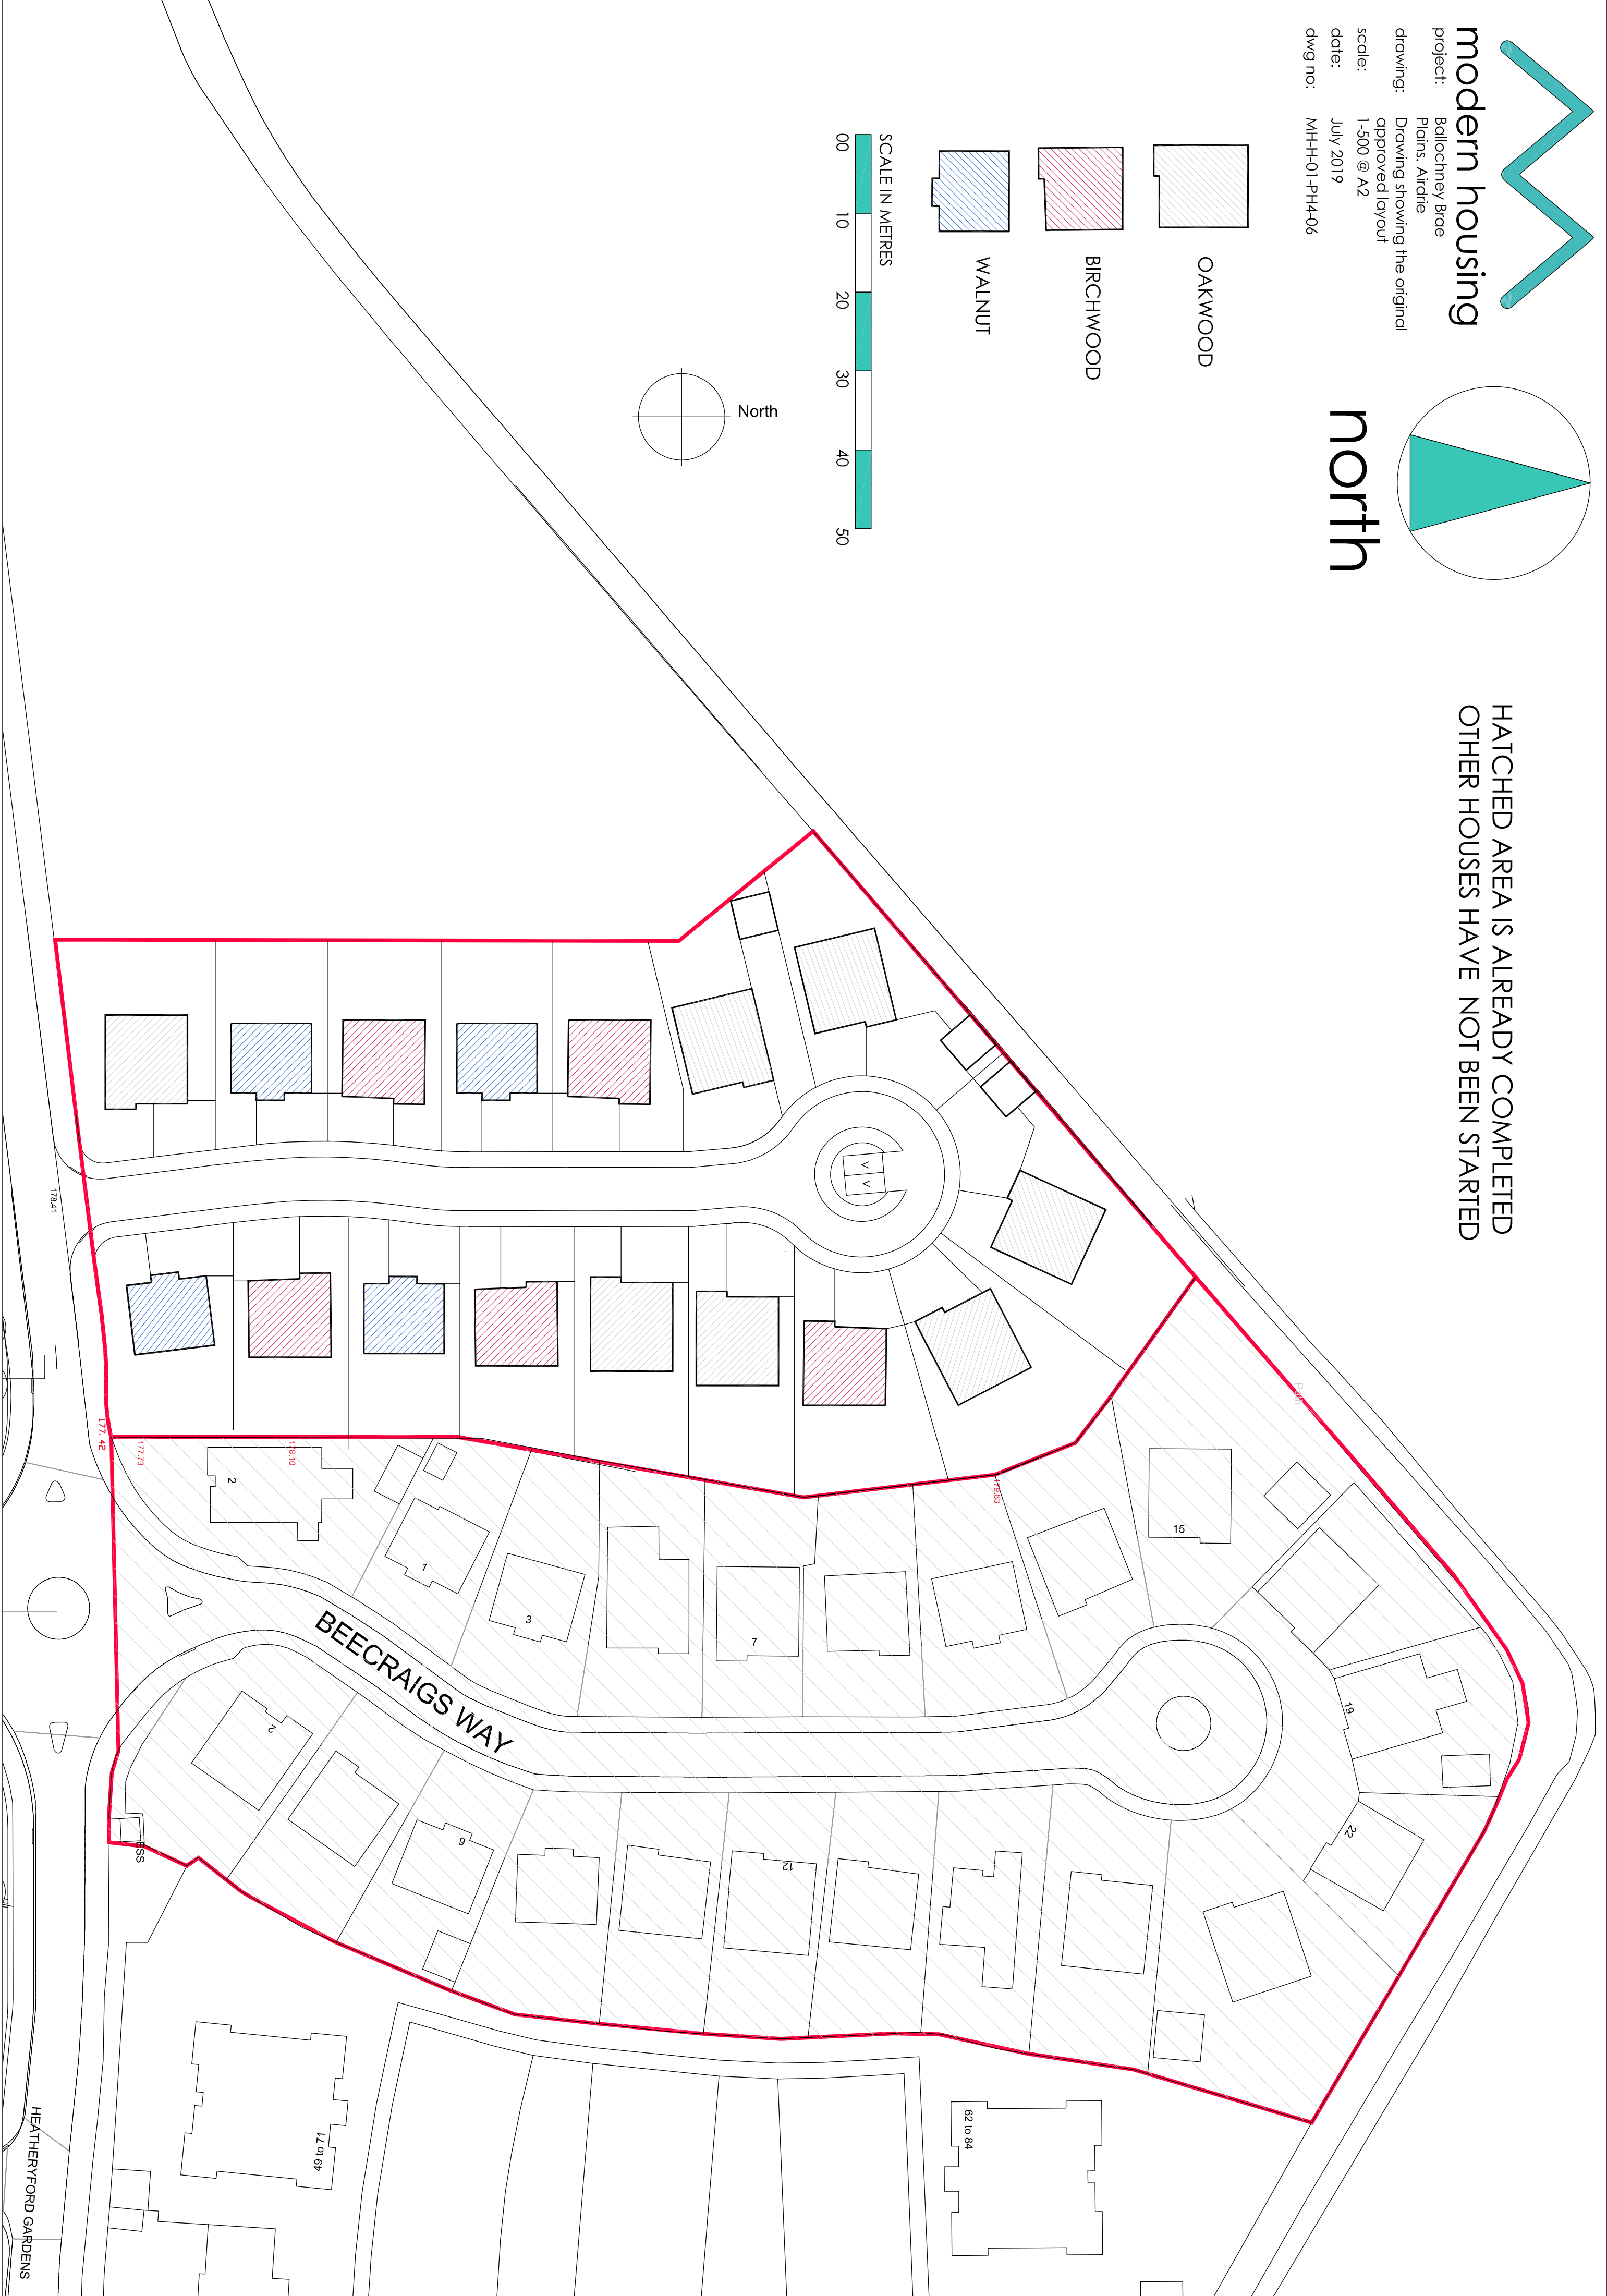 modern housing
project: Ballochney Brae
Plains. Airdrie
drawing: Drawing showing the original
approved layout
scale: 1-500 @ A2
date: July 2019
dwg no: MH-H-01-PH4-06
north
HATCHED AREA IS ALREADY COMPLETED
OTHER HOUSES HAVE NOT BEEN STARTED
OAKWOOD
BIRCHWOOD
WALNUT
SCALE IN METRES
00 10 20 30 40 50
North
V
V
178.41
177.42
177.73
178.10
179.83
2
1
3
7
15
19
22
12
9
2
BEECRAIGS WAY
ESS
49 to 71
62 to 84
HEATHERYFORD GARDENS